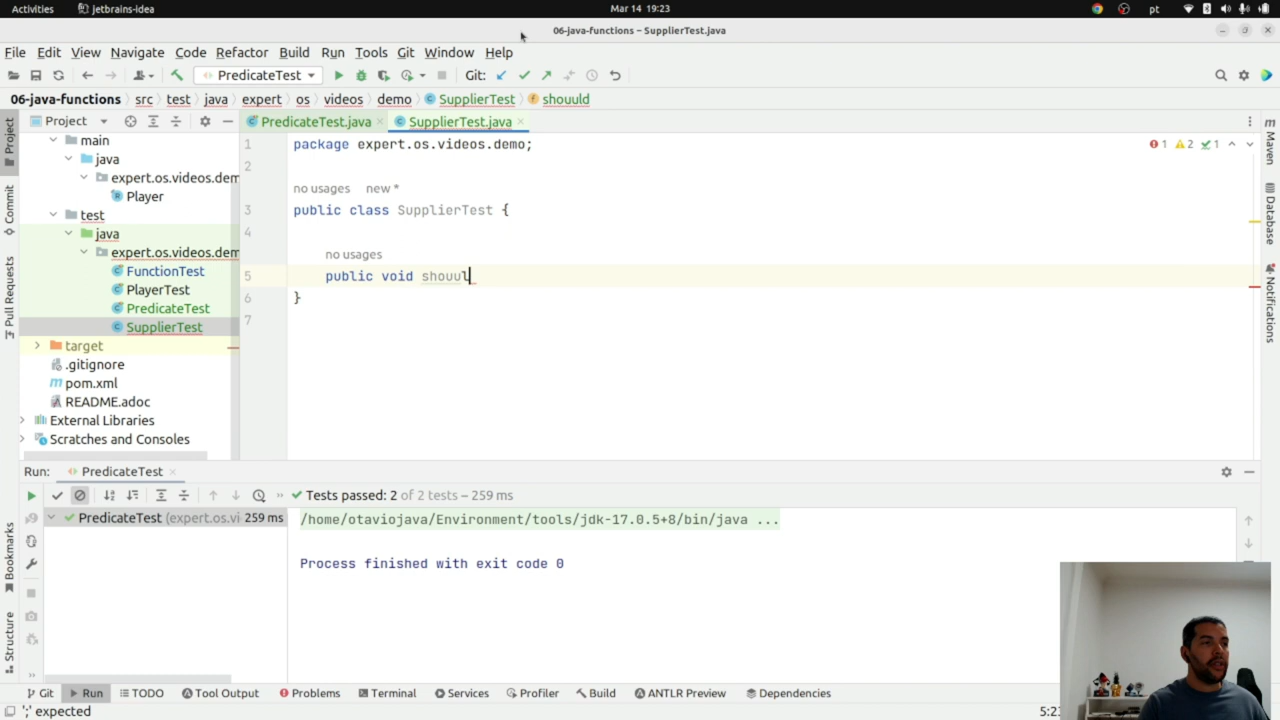 Activities jetbrains-idea Mar 14 19:23 pt
06-java-functions – SupplierTest.java
File Edit View Navigate Code Refactor Build Run Tools Git Window Help
PredicateTest Git:
06-java-functions src test java expert os videos demo SupplierTest shouuld
Project PredicateTest.java SupplierTest.java
main
java
expert.os.videos.dem
Player
test
java
expert.os.videos.dem
FunctionTest
PlayerTest
PredicateTest
SupplierTest
target
.gitignore
pom.xml
README.adoc
External Libraries
Scratches and Consoles
1 package expert.os.videos.demo; 1 2 1
2
no usages new *
3 public class SupplierTest {
4
no usages
5 public void shouul
6 }
7
Project
Commit
Pull Requests
Bookmarks
Structure
Maven
Database
Notifications
Run: PredicateTest
Tests passed: 2 of 2 tests – 259 ms
PredicateTest (expert.os.vi 259 ms
/home/otaviojava/Environment/tools/jdk-17.0.5+8/bin/java ...
Process finished with exit code 0
Git Run TODO Tool Output Problems Terminal Services Profiler Build ANTLR Preview Dependencies
';' expected